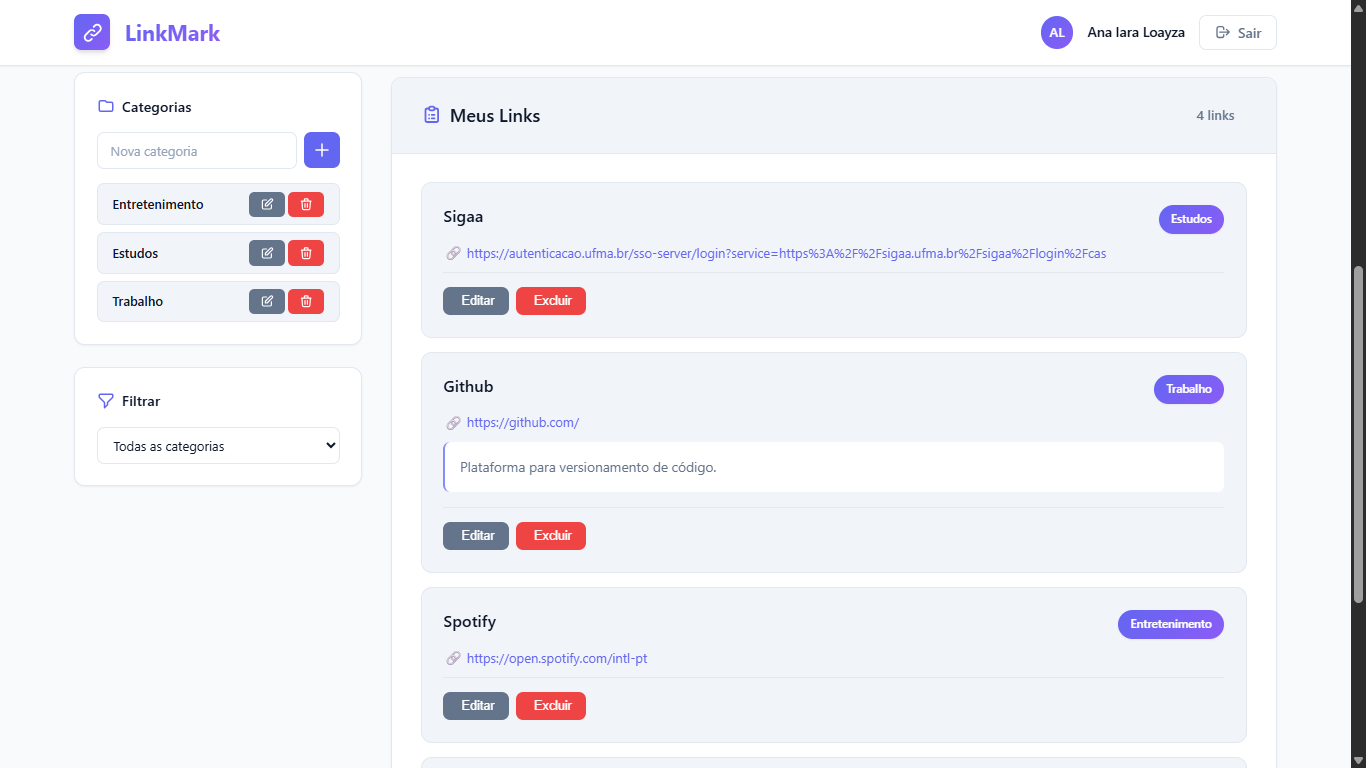 LinkMark
AL
Ana Iara Loayza
Sair
Categorias
Nova categoria
Entretenimento
Estudos
Trabalho
Filtrar
Todas as categorias
Meus Links
4 links
Sigaa
Estudos
https://autenticacao.ufma.br/sso-server/login?service=https%3A%2F%2Fsigaa.ufma.br%2Fsigaa%2Flogin%2Fcas
Editar
Excluir
Github
Trabalho
https://github.com/
Plataforma para versionamento de código.
Editar
Excluir
Spotify
Entretenimento
https://open.spotify.com/intl-pt
Editar
Excluir